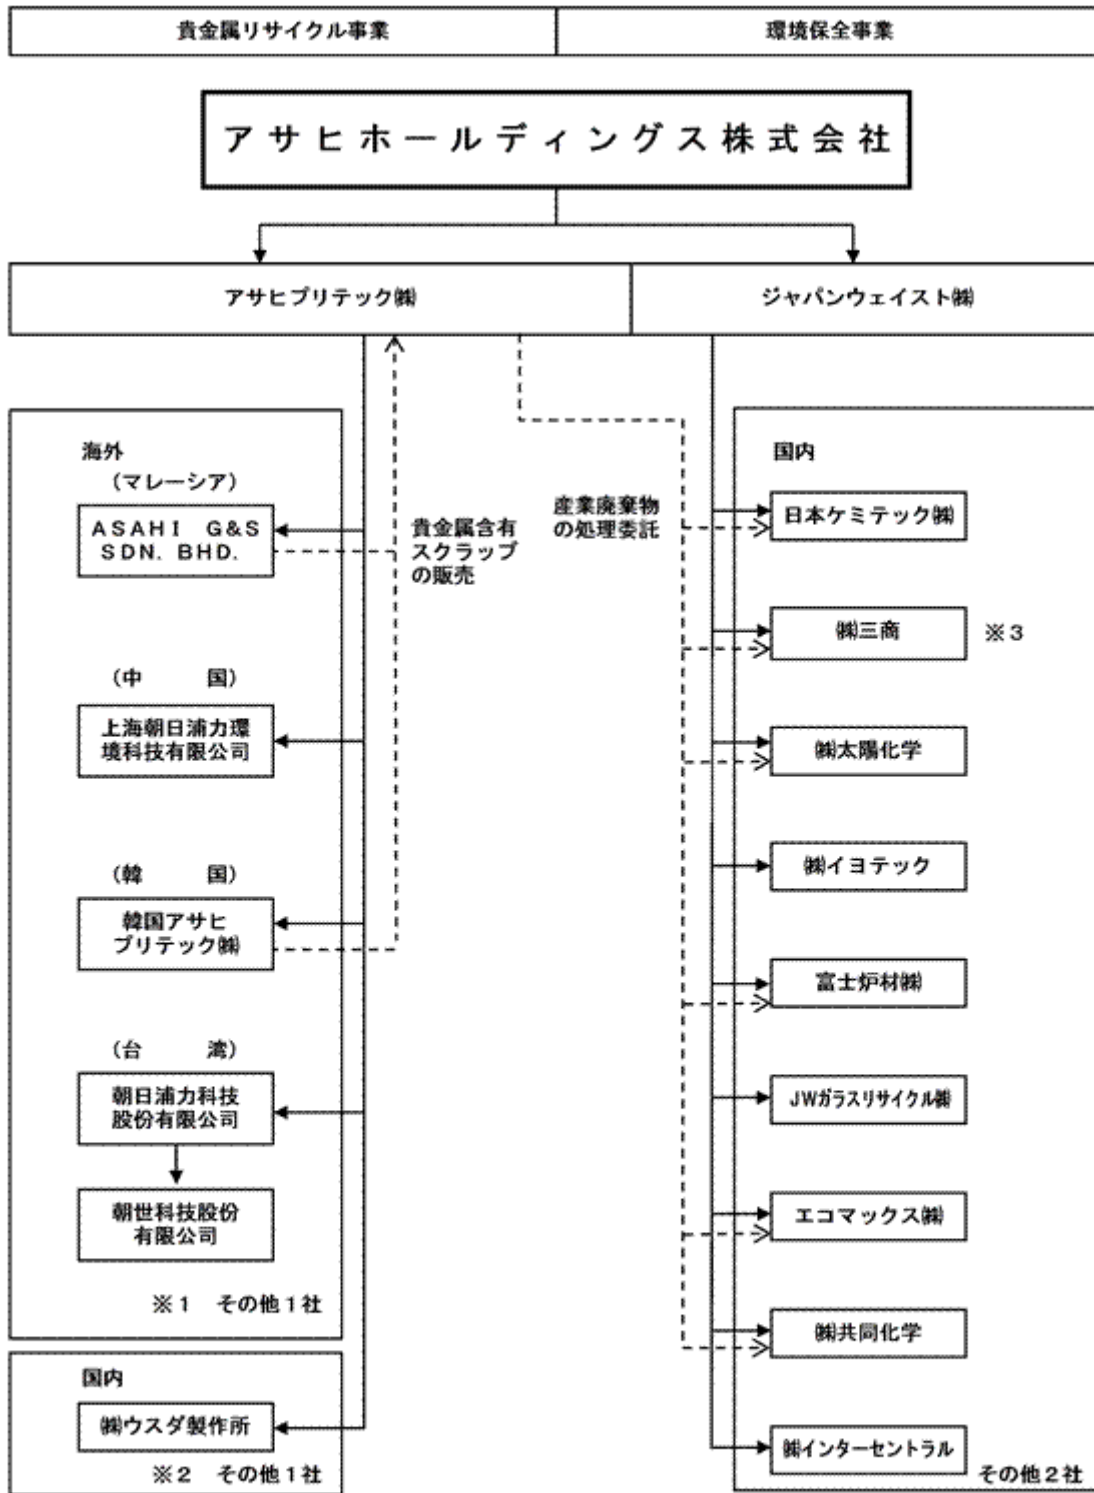 貴金属リサイクル事業
環境保全事業
アサヒホールディングス株式会社
アサヒプリテック㈱
ジャパンウェイスト㈱
海外
(マレーシア)
ASAHI G&S
SDN. BHD.
(中 国)
上海朝日浦力環
境科技有限公司
(韓 国)
韓国アサヒ
プリテック㈱
(台 湾)
朝日浦力科技
股份有限公司
朝世科技股份
有限公司
※1 その他1社
国内
㈱ウスダ製作所
※2 その他1社
貴金属含有
スクラップ
の販売
産業廃棄物
の処理委託
国内
日本ケミテック㈱
㈱三商
※3
㈱太陽化学
㈱イヨテック
富士炉材㈱
JWガラスリサイクル㈱
エコマックス㈱
㈱共同化学
㈱インターセントラル
その他2社